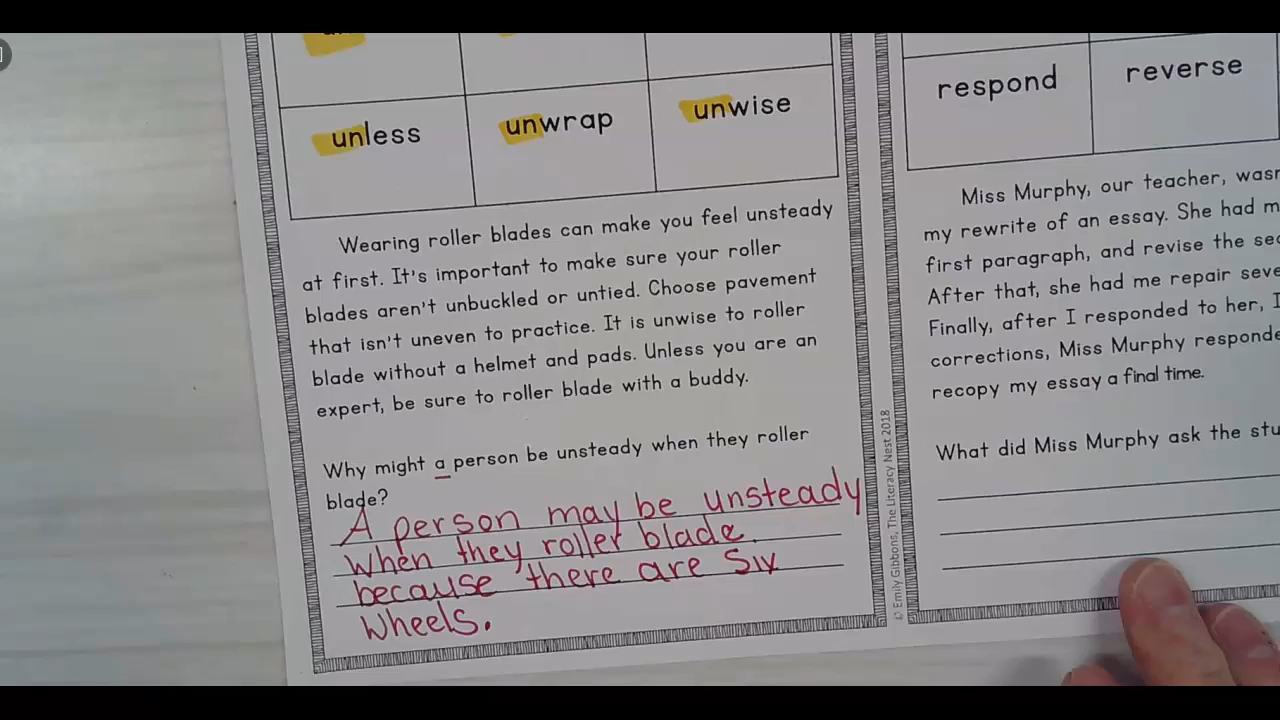 unless unwrap unwise
Wearing roller blades can make you feel unsteady
at first. It's important to make sure your roller
blades aren't unbuckled or untied. Choose pavement
that isn't uneven to practice. It is unwise to roller
blade without a helmet and pads. Unless you are an
expert, be sure to roller blade with a buddy.
Why might a person be unsteady when they roller
blade?
A person may be unsteady
when they roller blade
because there are Six
wheels.
© Emily Gibbons, The Literacy Nest 2018
respond reverse
Miss Murphy, our teacher,
my rewrite of an essay. She had
first paragraph, and revise the
After that, she had me repair
Finally, after I responded to her, I
corrections, Miss Murphy
recopy my essay a final time.
What did Miss Murphy ask the